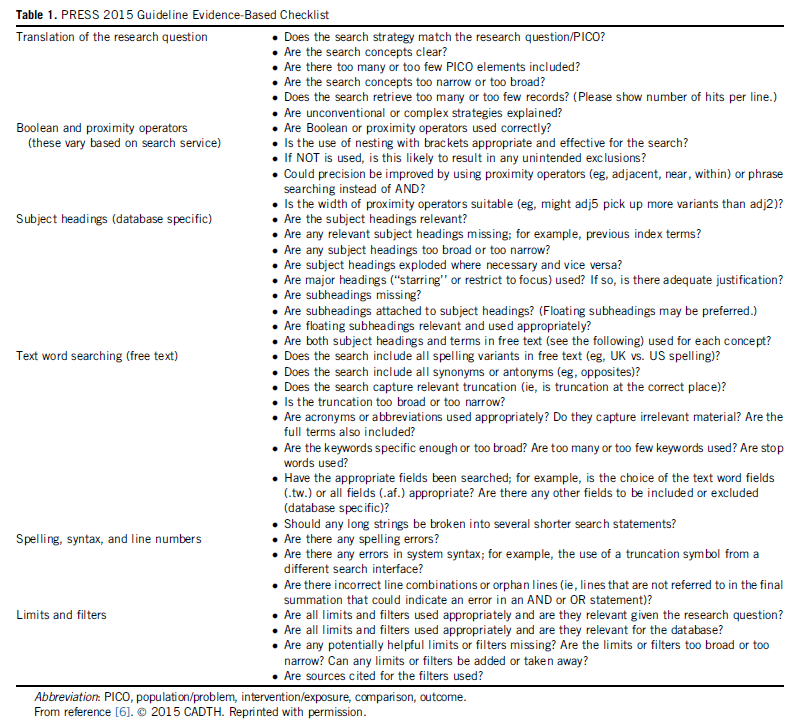 Table 1. PRESS 2015 Guideline Evidence-Based Checklist
Translation of the research question
• Does the search strategy match the research question/PICO?
• Are the search concepts clear?
• Are there too many or too few PICO elements included?
• Are the search concepts too narrow or too broad?
• Does the search retrieve too many or too few records? (Please show number of hits per line.)
• Are unconventional or complex strategies explained?
Boolean and proximity operators
(these vary based on search service)
• Are Boolean or proximity operators used correctly?
• Is the use of nesting with brackets appropriate and effective for the search?
• If NOT is used, is this likely to result in any unintended exclusions?
• Could precision be improved by using proximity operators (eg, adjacent, near, within) or phrase
searching instead of AND?
• Is the width of proximity operators suitable (eg, might adj5 pick up more variants than adj2)?
Subject headings (database specific)
• Are the subject headings relevant?
• Are any relevant subject headings missing; for example, previous index terms?
• Are any subject headings too broad or too narrow?
• Are subject headings exploded where necessary and vice versa?
• Are major headings (“starring’’ or restrict to focus) used? If so, is there adequate justification?
• Are subheadings missing?
• Are subheadings attached to subject headings? (Floating subheadings may be preferred.)
• Are floating subheadings relevant and used appropriately?
• Are both subject headings and terms in free text (see the following) used for each concept?
Text word searching (free text)
• Does the search include all spelling variants in free text (eg, UK vs. US spelling)?
• Does the search include all synonyms or antonyms (eg, opposites)?
• Does the search capture relevant truncation (ie, is truncation at the correct place)?
• Is the truncation too broad or too narrow?
• Are acronyms or abbreviations used appropriately? Do they capture irrelevant material? Are the
full terms also included?
• Are the keywords specific enough or too broad? Are too many or too few keywords used? Are stop
words used?
• Have the appropriate fields been searched; for example, is the choice of the text word fields
(.tw.) or all fields (.af.) appropriate? Are there any other fields to be included or excluded
(database specific)?
• Should any long strings be broken into several shorter search statements?
Spelling, syntax, and line numbers
• Are there any spelling errors?
• Are there any errors in system syntax; for example, the use of a truncation symbol from a
different search interface?
• Are there incorrect line combinations or orphan lines (ie, lines that are not referred to in the final
summation that could indicate an error in an AND or OR statement)?
Limits and filters
• Are all limits and filters used appropriately and are they relevant given the research question?
• Are all limits and filters used appropriately and are they relevant for the database?
• Are any potentially helpful limits or filters missing? Are the limits or filters too broad or too
narrow? Can any limits or filters be added or taken away?
• Are sources cited for the filters used?
Abbreviation: PICO, population/problem, intervention/exposure, comparison, outcome.
From reference [6]. © 2015 CADTH. Reprinted with permission.